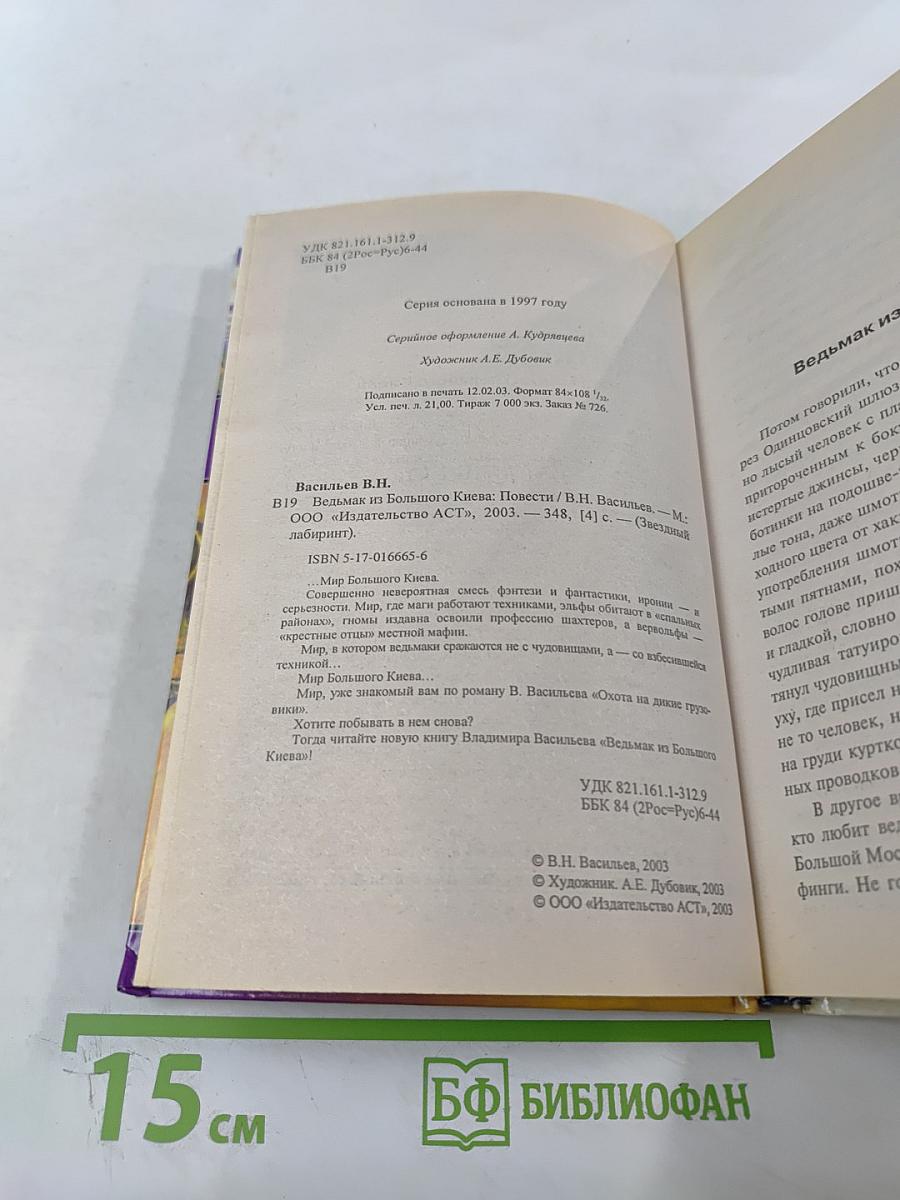 УДК 821.161.1-312.9
ББК 84 (2Рос=Рус)6-44
В19
Серия основана в 1997 году
Серийное оформление А. Кудрявцева
Художник А.Е. Дубовик
Подписано в печать 12.02.03. Формат 84×108 1/32.
Усл. печ. л. 21,00. Тираж 7 000 экз. Заказ № 726.
Васильев В.Н.
В19 Ведьмак из Большого Киева: Повести / В.Н. Васильев. — М.:
ООО «Издательство АСТ», 2003. — 348, [4] с. — (Звездный
лабиринт).
ISBN 5-17-016665-6
…Мир Большого Киева.
Совершенно невероятная смесь фэнтези и фантастики, иронии — и
серьезности. Мир, где маги работают техниками, эльфы обитают в «спальных
районах», гномы издавна освоили профессию шахтеров, а вервольфы —
«крестные отцы» местной мафии.
Мир, в котором ведьмаки сражаются не с чудовищами, а — со взбесившейся
техникой…
Мир Большого Киева…
Мир, уже знакомый вам по роману В. Васильева «Охота на дикие грузо-
вики».
Хотите побывать в нем снова?
Тогда читайте новую книгу Владимира Васильева «Ведьмак из Большого
Киева»!
УДК 821.161.1-312.9
ББК 84 (2Рос=Рус)6-44
© В.Н. Васильев, 2003
© Художник. А.Е. Дубовик, 2003
© ООО «Издательство АСТ», 2003
Ведьмак из
Потом говорили, что
рез Одинцовский шлюз
но лысый человек с пла
притороченным к боку
истертые джинсы, чер
ботинки на подошве-
лые тона, даже шмот
ходного цвета от хак
употребления шмот
тыми пятнами, пох
волос голове приш
и гладкой, словно
чудливая татуиро
тянул чудовищны
уху, где присел н
не то человек, н
на груди куртко
ных проводков
В другое в
кто любит вед
Большой Мос
финги. Не го
15 см
БФ БИБЛИОФАН